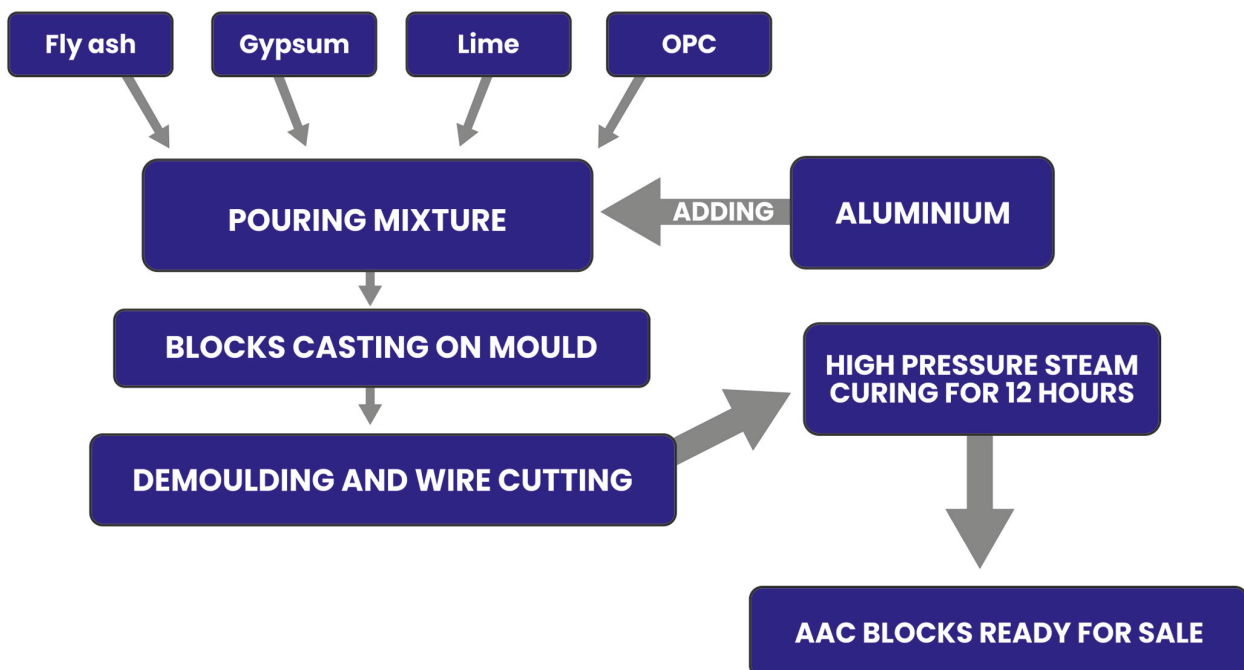 Fly ash
Gypsum
Lime
OPC
POURING MIXTURE
ADDING
ALUMINIUM
BLOCKS CASTING ON MOULD
HIGH PRESSURE STEAM
CURING FOR 12 HOURS
DEMOULDING AND WIRE CUTTING
AAC BLOCKS READY FOR SALE